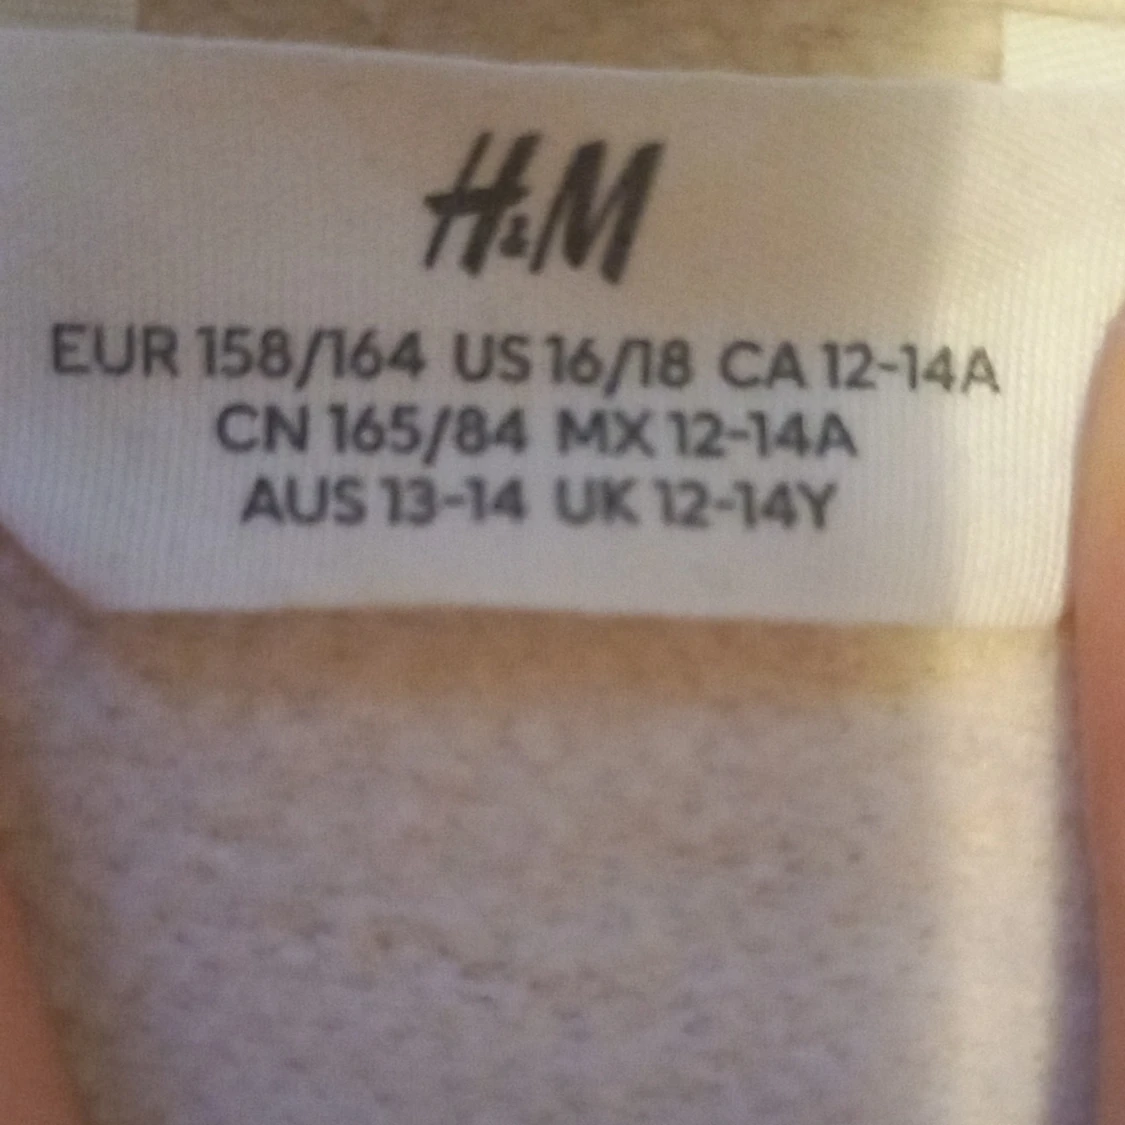 H&M
EUR 158/164 US 16/18 CA 12-14A
CN 165/84 MX 12-14A
AUS 13-14 UK 12-14Y